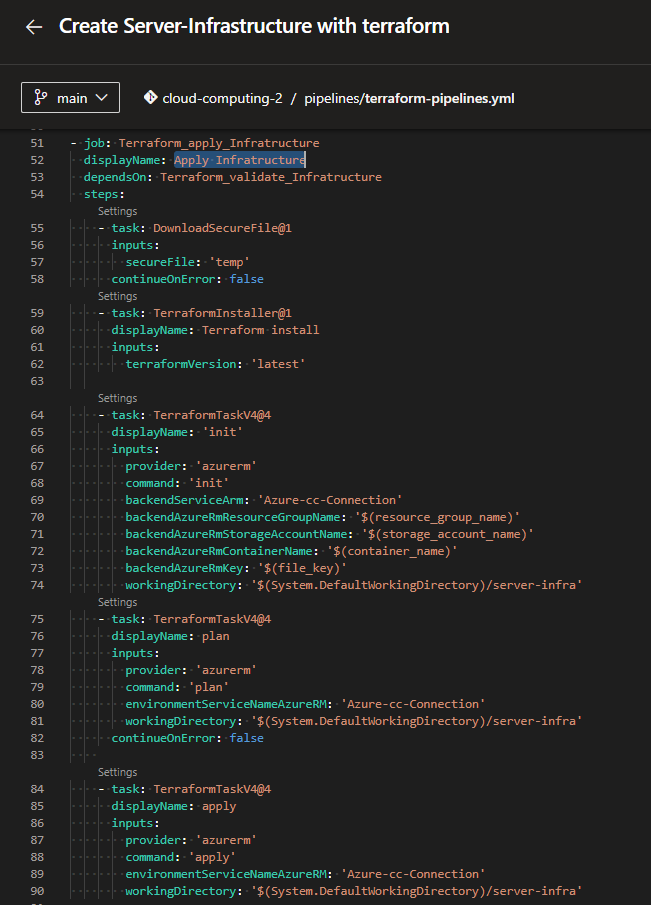 Create Server-Infrastructure with terraform
main cloud-computing-2 / pipelines/terraform-pipelines.yml
51 - job: Terraform_apply_Infratructure
52 displayName: Apply Infratructure
53 dependsOn: Terraform_validate_Infratructure
54 steps:
Settings
55 - task: DownloadSecureFile@1
56 inputs:
57 secureFile: 'temp'
58 continueOnError: false
Settings
59 - task: TerraformInstaller@1
60 displayName: Terraform install
61 inputs:
62 terraformVersion: 'latest'
63
Settings
64 - task: TerraformTaskV4@4
65 displayName: 'init'
66 inputs:
67 provider: 'azurerm'
68 command: 'init'
69 backendServiceArm: 'Azure-cc-Connection'
70 backendAzureRmResourceGroupName: '$(resource_group_name)'
71 backendAzureRmStorageAccountName: '$(storage_account_name)'
72 backendAzureRmContainerName: '$(container_name)'
73 backendAzureRmKey: '$(file_key)'
74 workingDirectory: '$(System.DefaultWorkingDirectory)/server-infra'
Settings
75 - task: TerraformTaskV4@4
76 displayName: plan
77 inputs:
78 provider: 'azurerm'
79 command: 'plan'
80 environmentServiceNameAzureRM: 'Azure-cc-Connection'
81 workingDirectory: '$(System.DefaultWorkingDirectory)/server-infra'
82 continueOnError: false
83
Settings
84 - task: TerraformTaskV4@4
85 displayName: apply
86 inputs:
87 provider: 'azurerm'
88 command: 'apply'
89 environmentServiceNameAzureRM: 'Azure-cc-Connection'
90 workingDirectory: '$(System.DefaultWorkingDirectory)/server-infra'